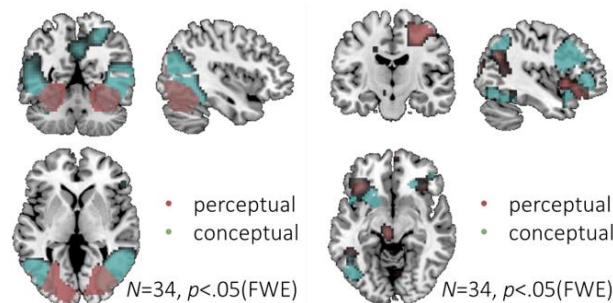 • perceptual
• conceptual
N=34, p<.05(FWE)
• perceptual
• conceptual
N=34, p<.05(FWE)